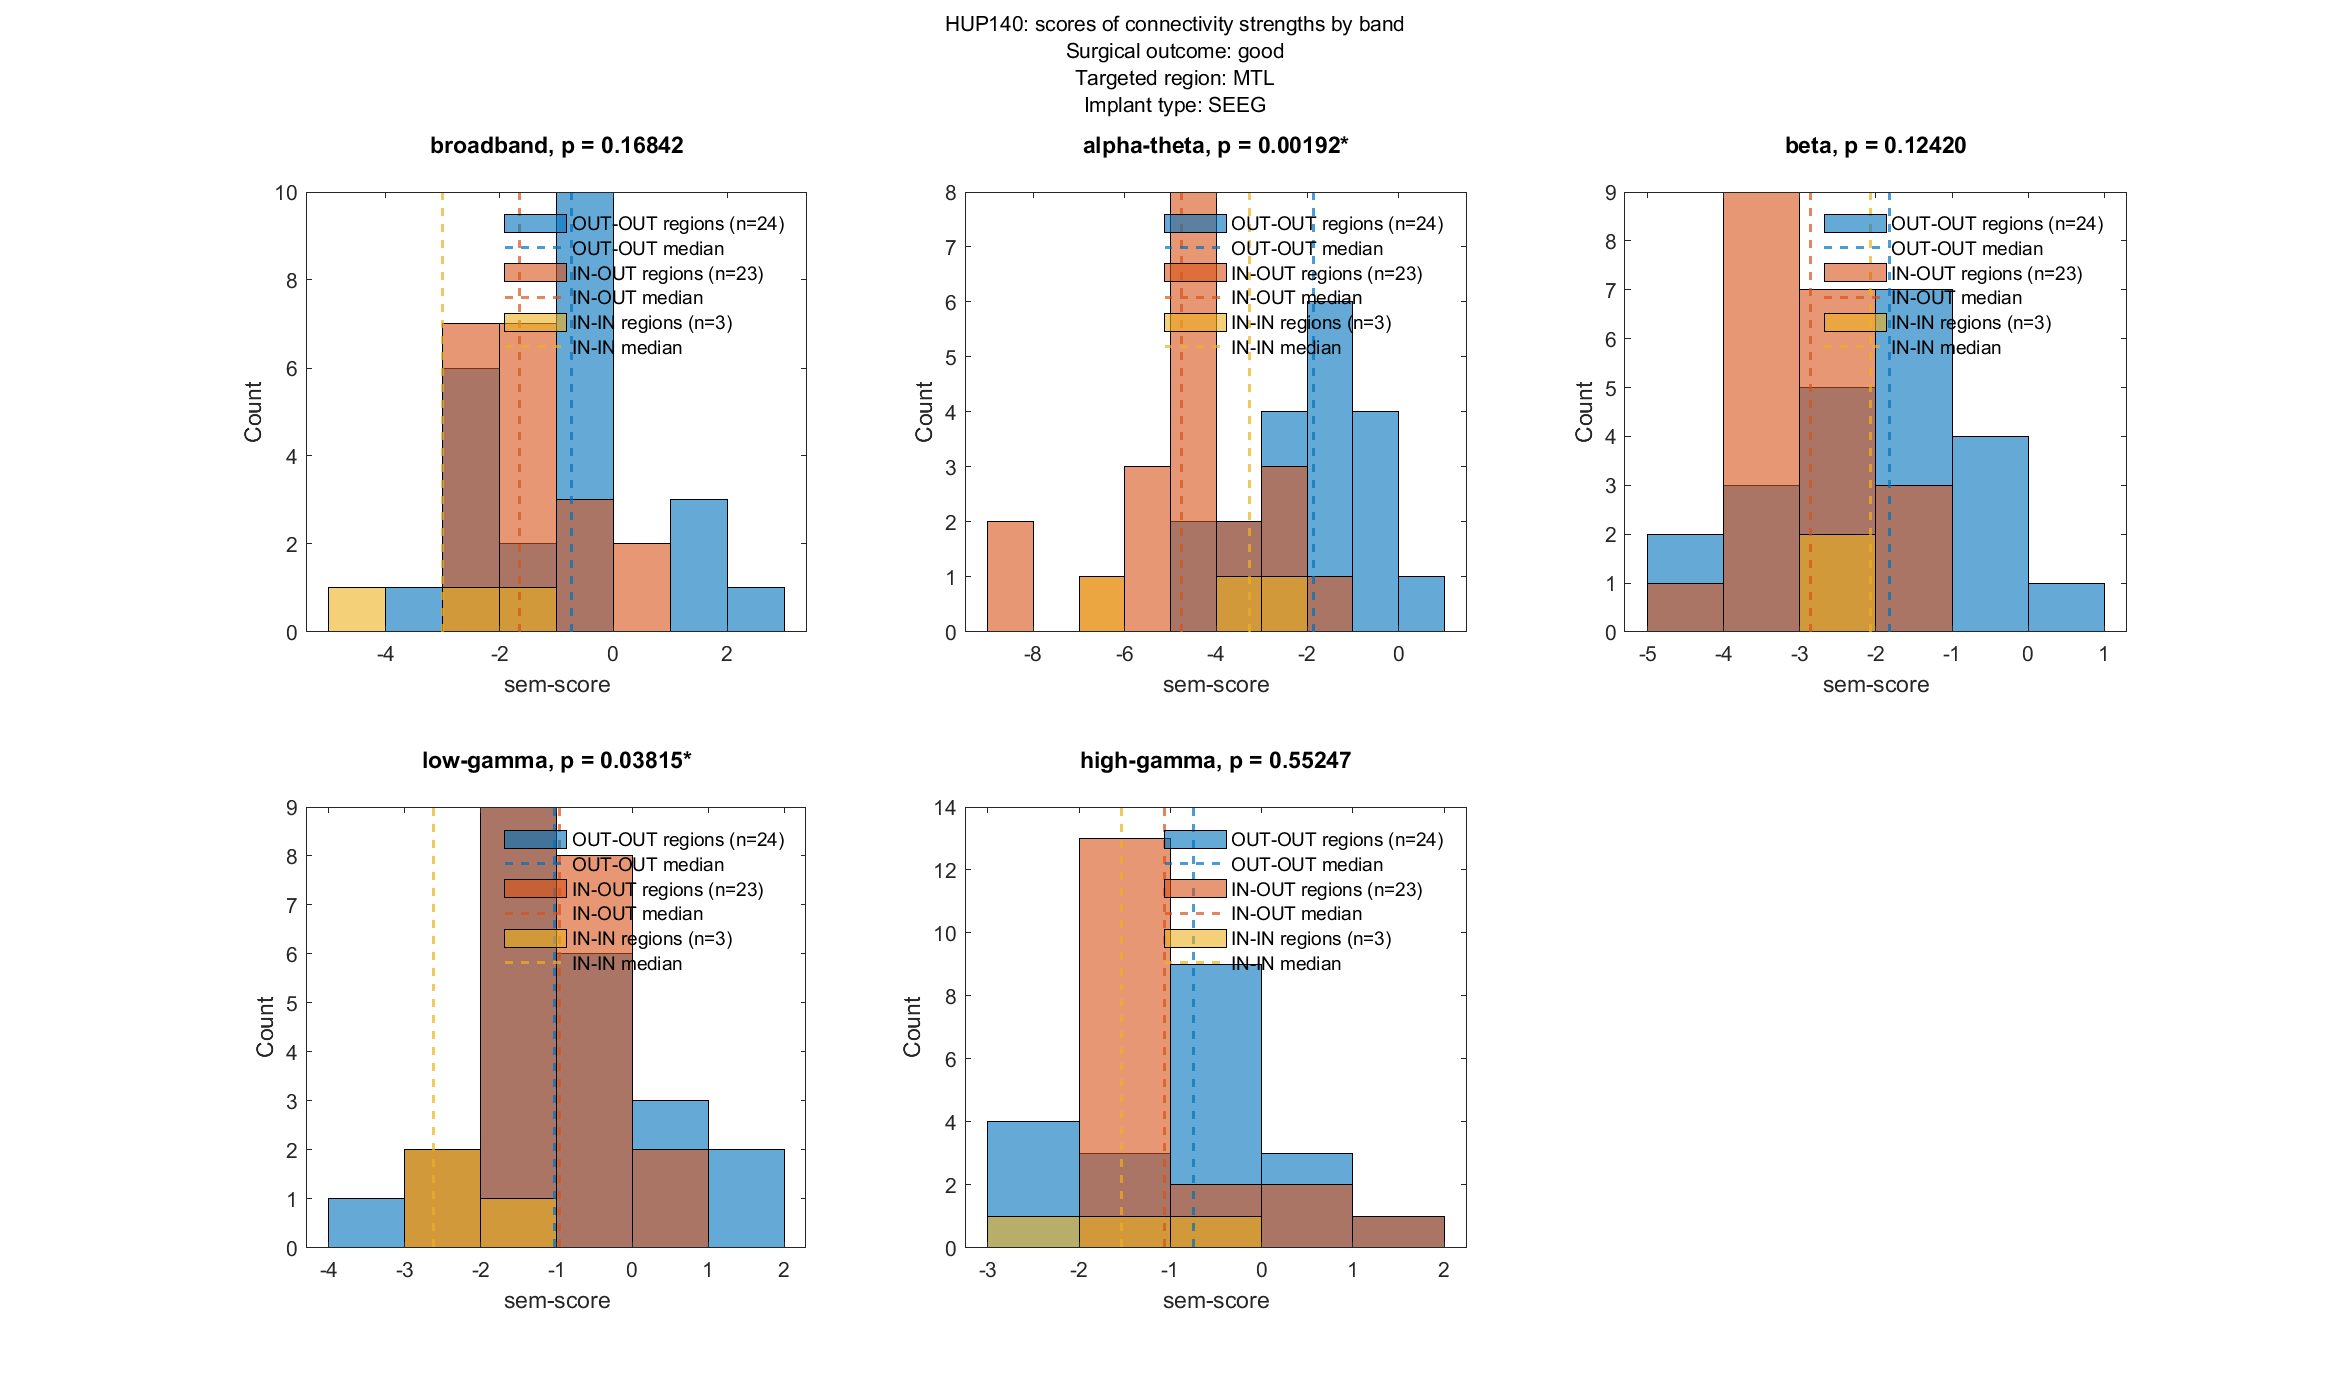 HUP140: scores of connectivity strengths by band
Surgical outcome: good
Targeted region: MTL
Implant type: SEEG
broadband, p = 0.16842
10
8
6
4
2
0
Count
-4
-2
0
2
sem-score
OUT-OUT regions (n=24)
OUT-OUT median
IN-OUT regions (n=23)
IN-OUT median
IN-IN regions (n=3)
IN-IN median
alpha-theta, p = 0.00192*
8
7
6
5
4
3
2
1
0
Count
-8
-6
-4
-2
0
sem-score
OUT-OUT regions (n=24)
OUT-OUT median
IN-OUT regions (n=23)
IN-OUT median
IN-IN regions (n=3)
IN-IN median
beta, p = 0.12420
9
8
7
6
5
4
3
2
1
0
Count
-5
-4
-3
-2
-1
0
1
sem-score
OUT-OUT regions (n=24)
OUT-OUT median
IN-OUT regions (n=23)
IN-OUT median
IN-IN regions (n=3)
IN-IN median
low-gamma, p = 0.03815*
9
8
7
6
5
4
3
2
1
0
Count
-4
-3
-2
-1
0
1
2
sem-score
OUT-OUT regions (n=24)
OUT-OUT median
IN-OUT regions (n=23)
IN-OUT median
IN-IN regions (n=3)
IN-IN median
high-gamma, p = 0.55247
14
12
10
8
6
4
2
0
Count
-3
-2
-1
0
1
2
sem-score
OUT-OUT regions (n=24)
OUT-OUT median
IN-OUT regions (n=23)
IN-OUT median
IN-IN regions (n=3)
IN-IN median